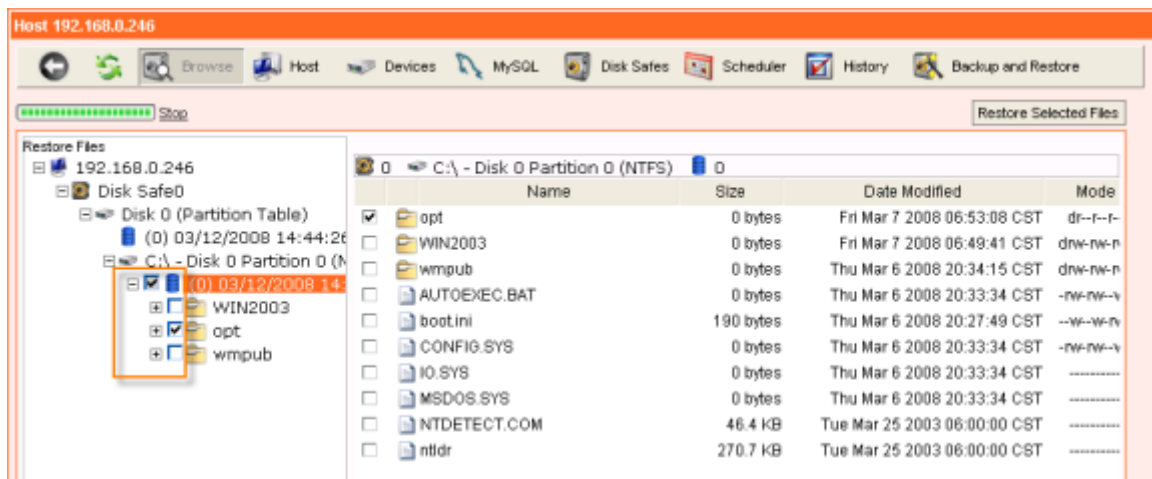 Host 192.168.0.246
Browse Host Devices MySQL Disk Safes Scheduler History Backup and Restore
Stop Restore Selected Files
Restore Files
192.168.0.246
Disk Safe0
Disk 0 (Partition Table)
(0) 03/12/2008 14:44:26
C:\ - Disk 0 Partition 0 (N
(0) 03/12/2008 14:
WIN2003
opt
wmpub
0 C:\ - Disk 0 Partition 0 (NTFS) 0
Name Size Date Modified Mode
opt 0 bytes Fri Mar 7 2008 06:53:08 CST dr--r--r-
WIN2003 0 bytes Fri Mar 7 2008 06:49:41 CST drw-rw-r
wmpub 0 bytes Thu Mar 6 2008 20:34:15 CST drw-rw-r
AUTOEXEC.BAT 0 bytes Thu Mar 6 2008 20:33:34 CST
boot.ini 190 bytes Thu Mar 6 2008 20:27:49 CST
CONFIG.SYS 0 bytes Thu Mar 6 2008 20:33:34 CST
IO.SYS 0 bytes Thu Mar 6 2008 20:33:34 CST ----------
MSDOS.SYS 0 bytes Thu Mar 6 2008 20:33:34 CST ----------
NTDETECT.COM 46.4 KB Tue Mar 25 2003 06:00:00 CST ----------
ntldr 270.7 KB Tue Mar 25 2003 06:00:00 CST ----------